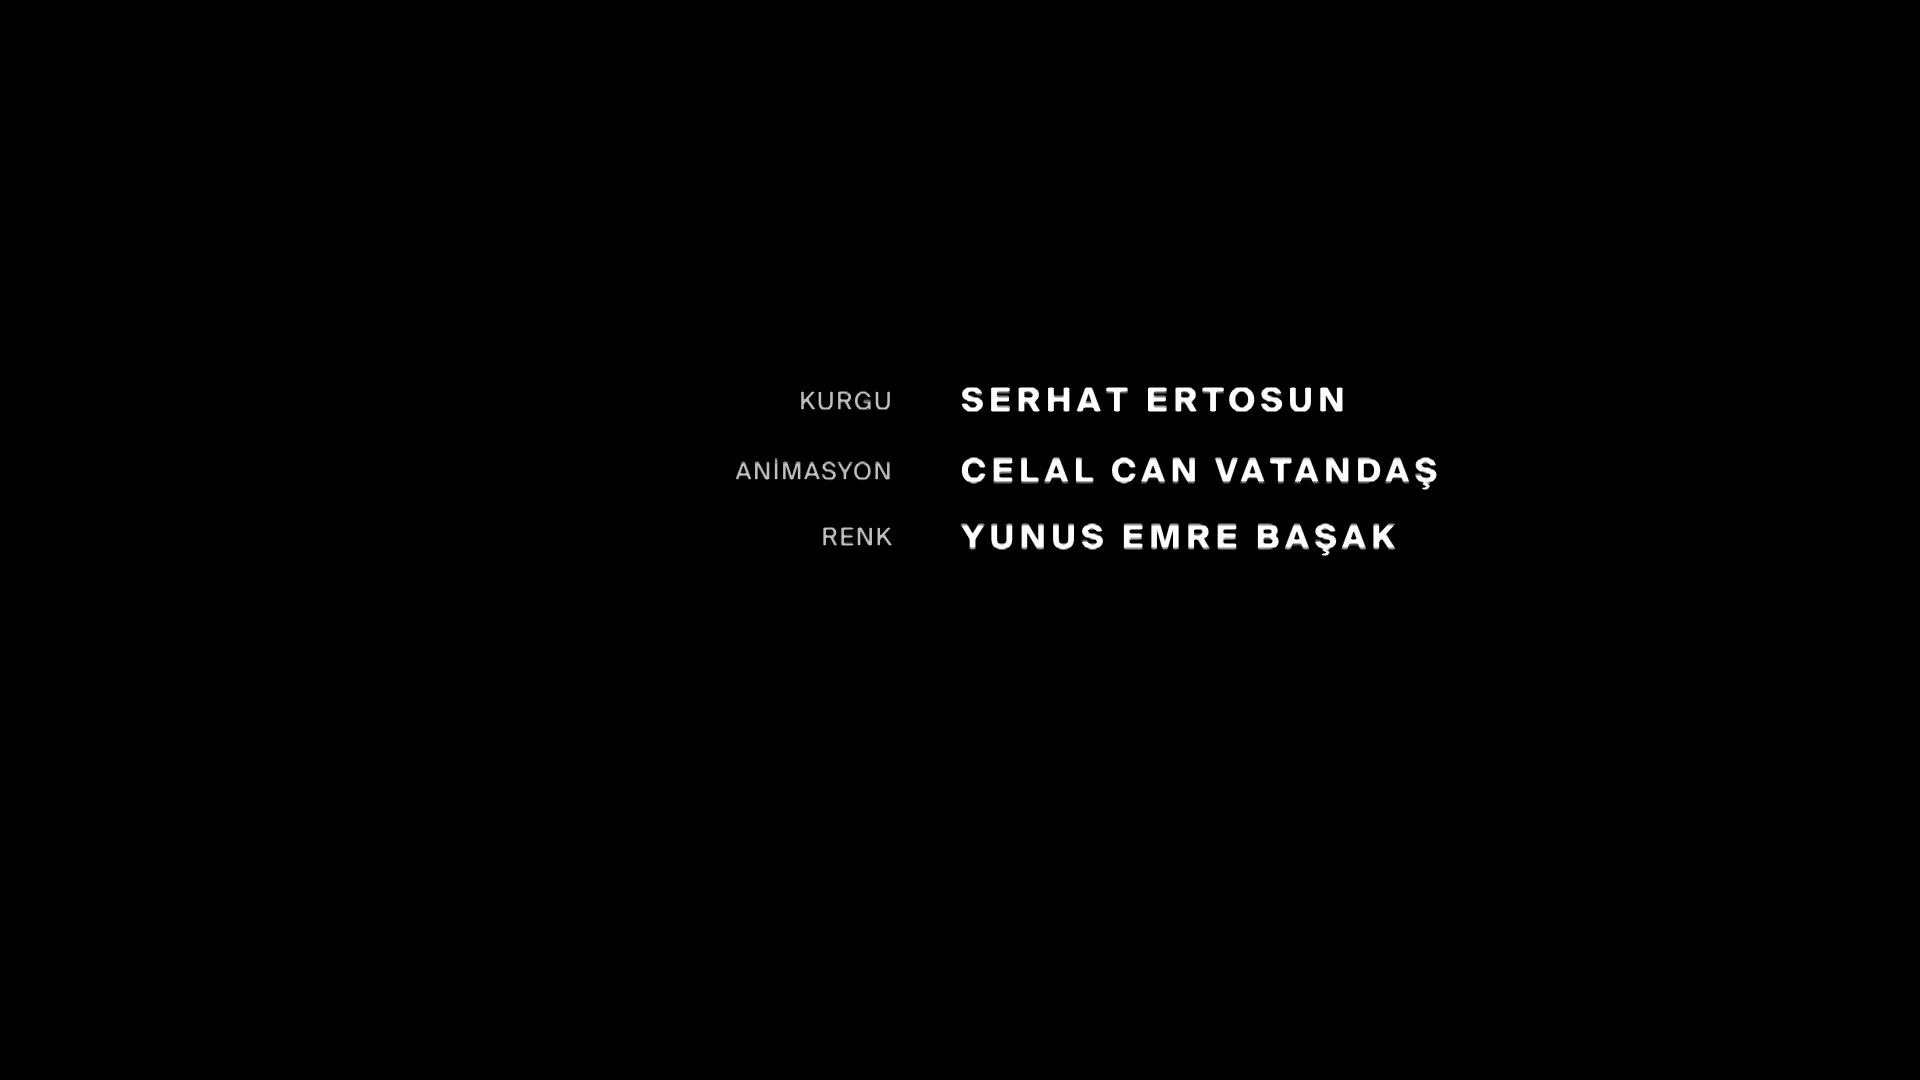 KURGU SERHAT ERTOSUN
ANİMASYON CELAL CAN VATANDAŞ
RENK YUNUS EMRE BAŞAK